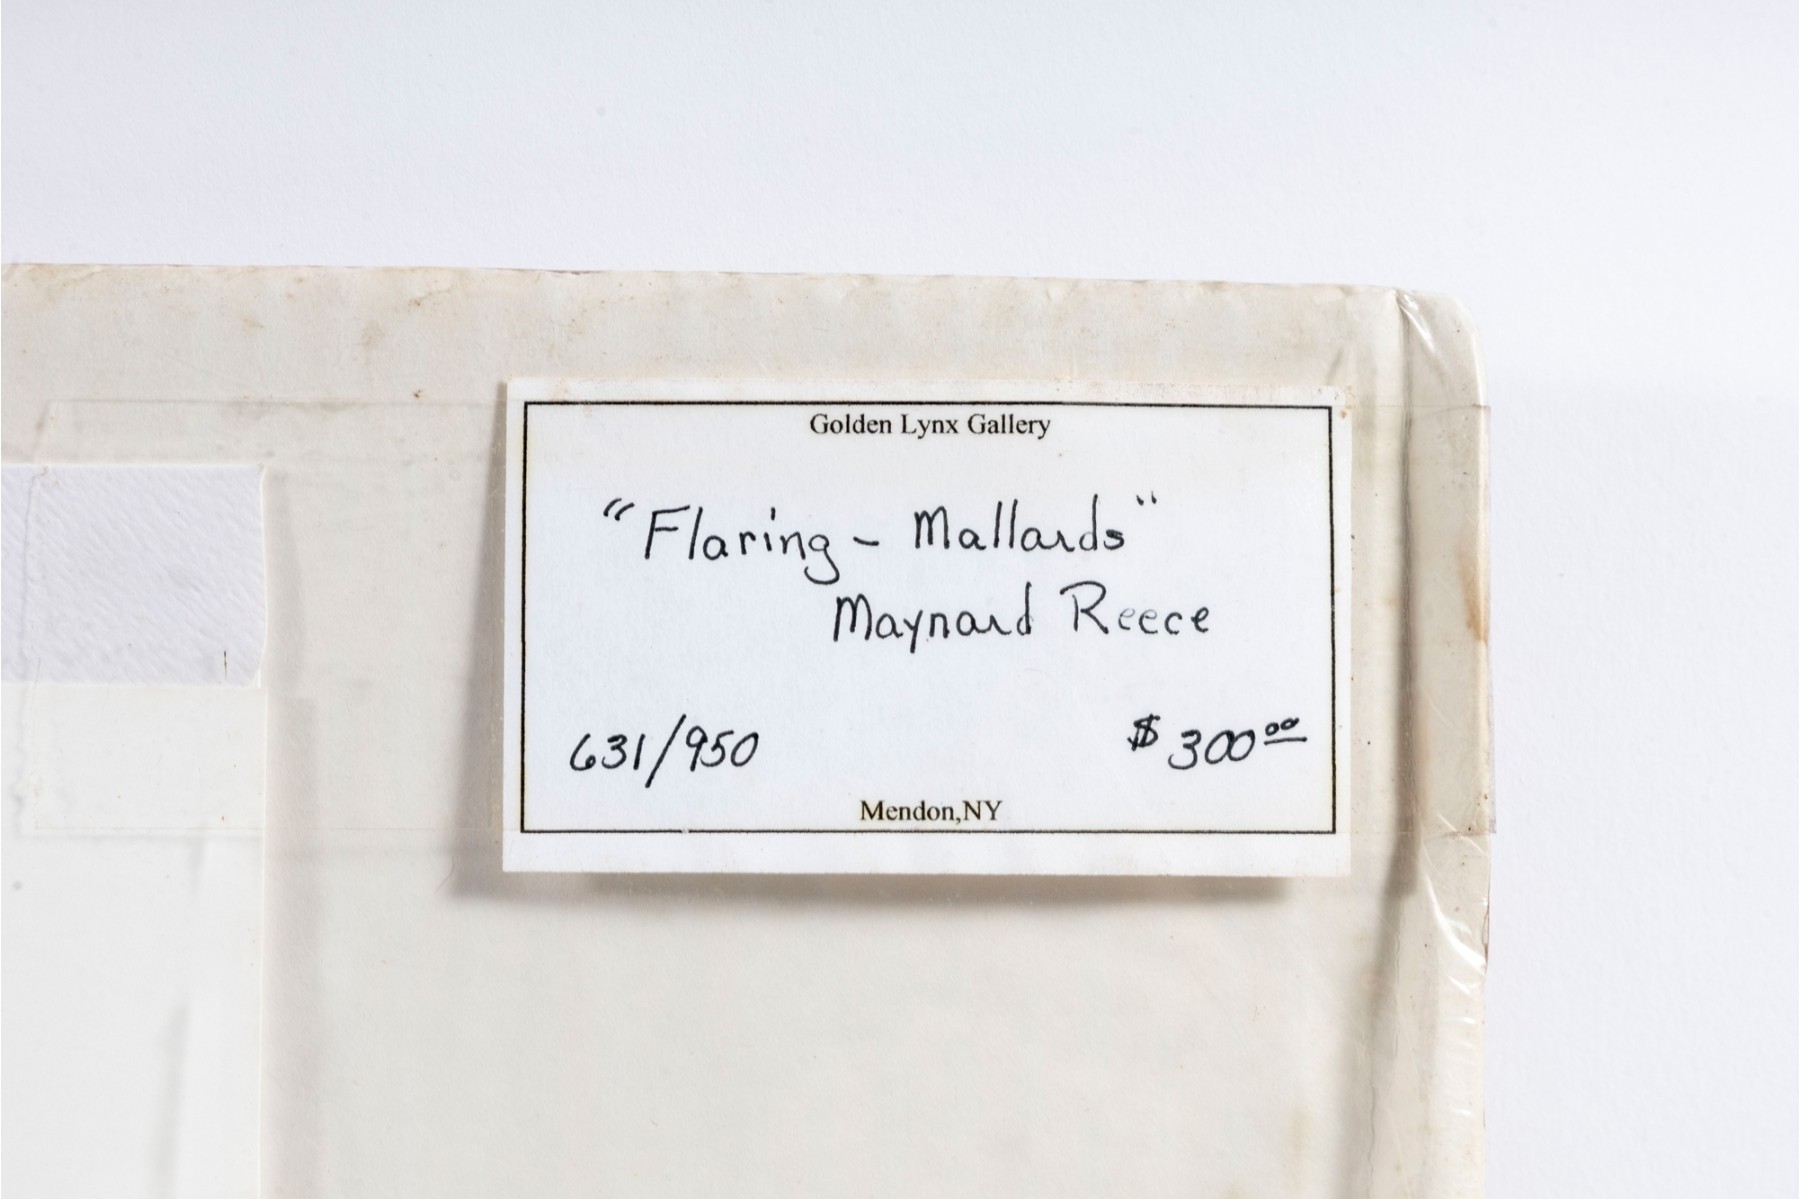 Golden Lynx Gallery
"Flaring - Mallards"
Maynard Reece
631/950 $300.00
Mendon,NY